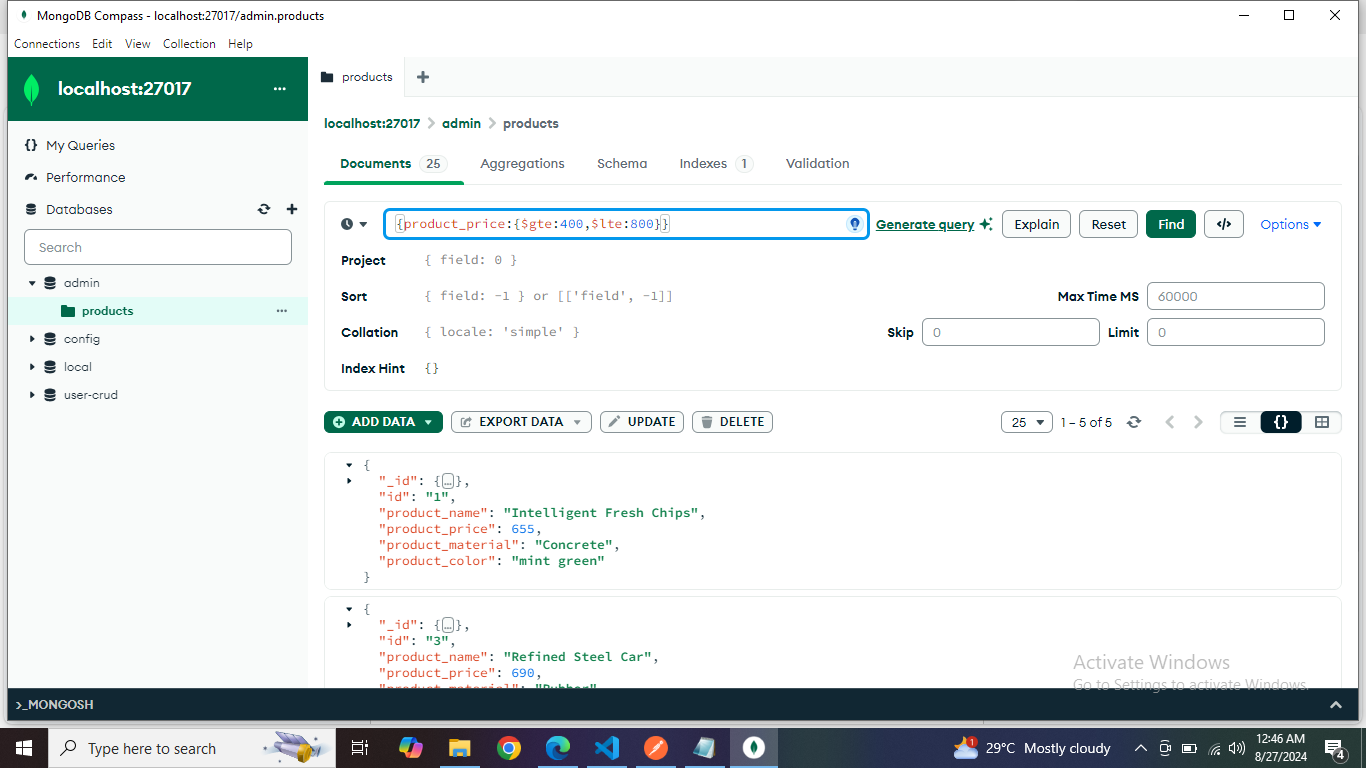 MongoDB Compass - localhost:27017/admin.products
Connections Edit View Collection Help
localhost:27017 ...
products
localhost:27017 > admin > products
{} My Queries
Performance
Databases
Search
admin
products ...
config
local
user-crud
Documents 25 Aggregations Schema Indexes 1 Validation
{product_price:{$gte:400,$lte:800}} Generate query Explain Reset Find </> Options
Project { field: 0 }
Sort { field: -1 } or [['field', -1]] Max Time MS 60000
Collation { locale: 'simple' } Skip 0 Limit 0
Index Hint {}
ADD DATA EXPORT DATA UPDATE DELETE 25 1 – 5 of 5 {}
{
"_id": {…},
"id": "1",
"product_name": "Intelligent Fresh Chips",
"product_price": 655,
"product_material": "Concrete",
"product_color": "mint green"
}
{
"_id": {…},
"id": "3",
"product_name": "Refined Steel Car",
"product_price": 690,
"product_material": "Rubber"
Activate Windows
Go to Settings to activate Windows.
>_MONGOSH
Type here to search
1 29°C Mostly cloudy
12:46 AM
8/27/2024
4